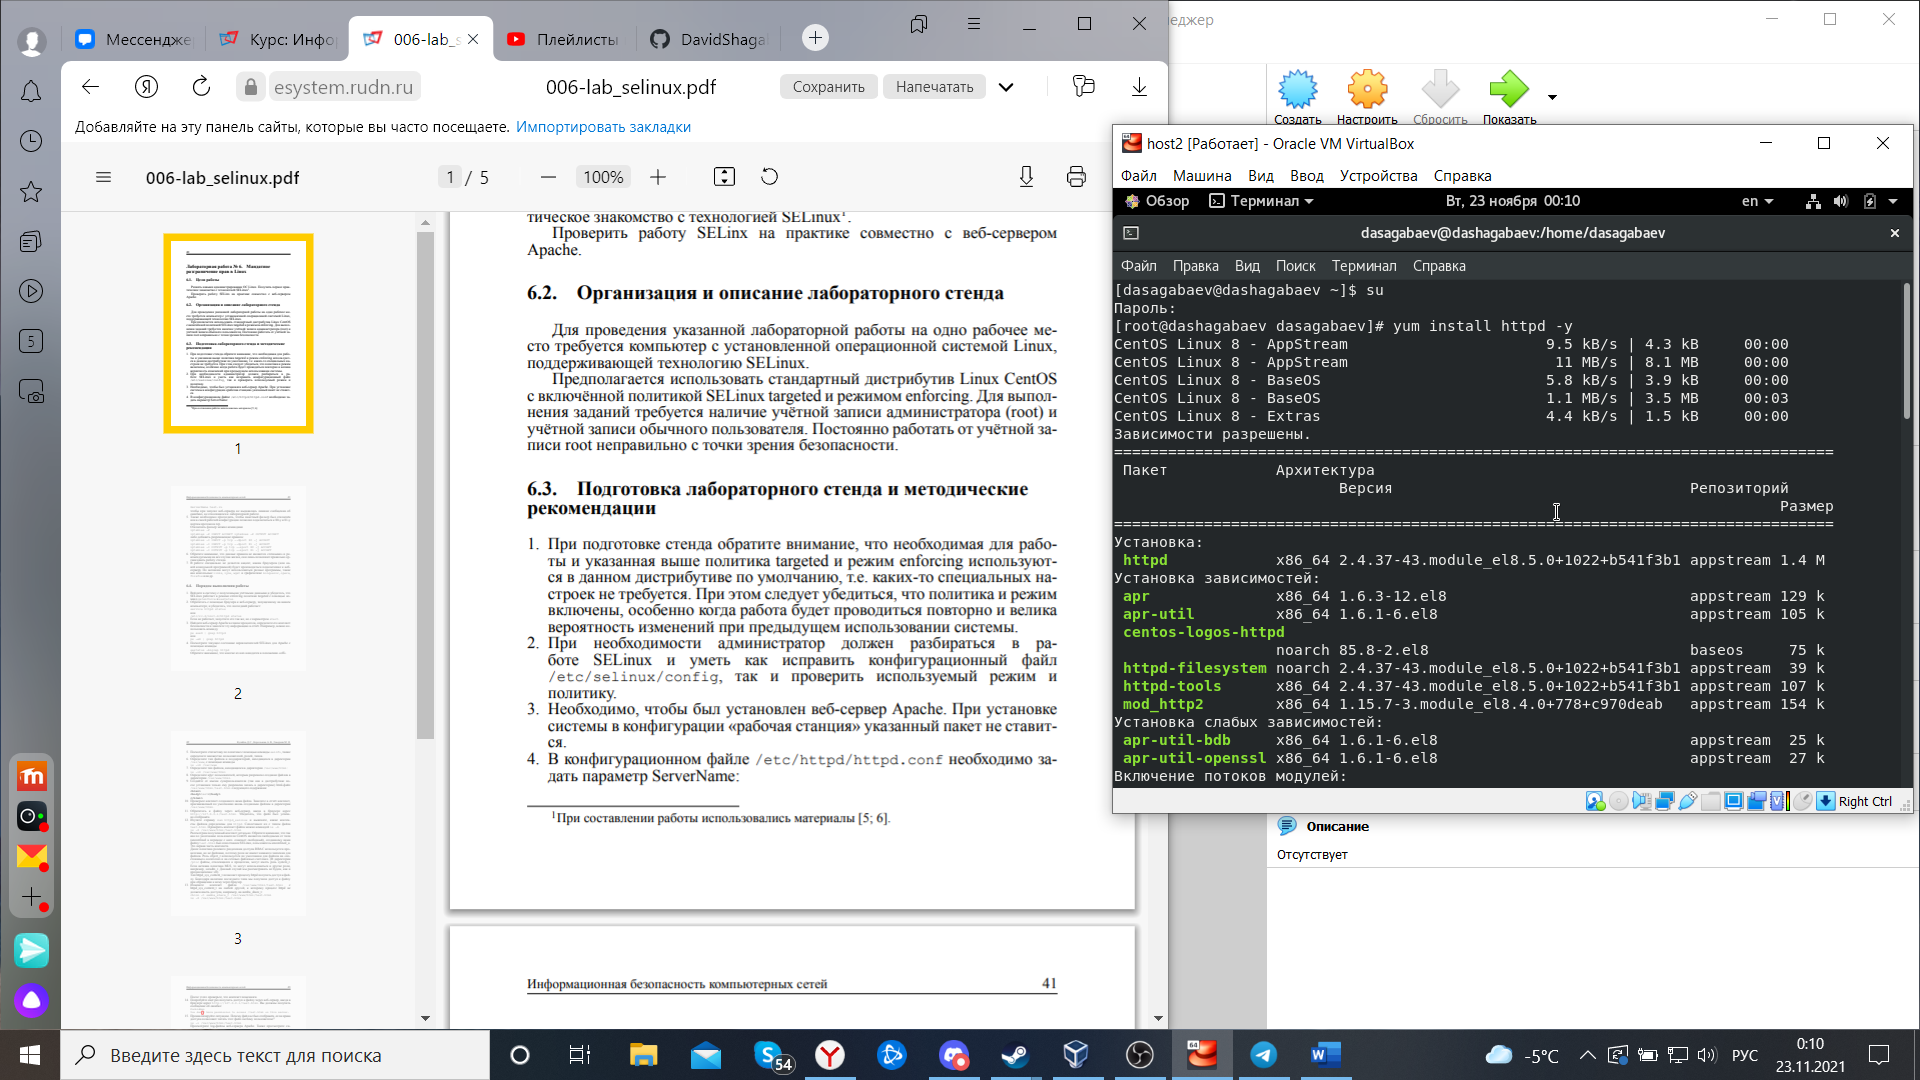 Мессендже
Курс: Инфор
006-lab_s
Плейлисты
DavidShaga
esystem.rudn.ru
006-lab_selinux.pdf
Сохранить
Напечатать
Добавляйте на эту панель сайты, которые вы часто посещаете. Импортировать закладки
006-lab_selinux.pdf
1 / 5
100%
1
2
3
5
тическое знакомство с технологией SELinux¹.
Проверить работу SELinx на практике совместно с веб-сервером
Apache.
6.2. Организация и описание лабораторного стенда
Для проведения указанной лабораторной работы на одно рабочее ме-
сто требуется компьютер с установленной операционной системой Linux,
поддерживающей технологию SELinux.
Предполагается использовать стандартный дистрибутив Linux CentOS
с включённой политикой SELinux targeted и режимом enforcing. Для выпол-
нения заданий требуется наличие учётной записи администратора (root) и
учётной записи обычного пользователя. Постоянно работать от учётной за-
писи root неправильно с точки зрения безопасности.
6.3. Подготовка лабораторного стенда и методические
рекомендации
1. При подготовке стенда обратите внимание, что необходимая для рабо-
ты и указанная выше политика targeted и режим enforcing используют-
ся в данном дистрибутиве по умолчанию, т.е. каких-то специальных на-
строек не требуется. При этом следует убедиться, что политика и режим
включены, особенно когда работа будет проводиться повторно и велика
вероятность изменений при предыдущем использовании системы.
2. При необходимости администратор должен разбираться в ра-
боте SELinux и уметь как исправить конфигурационный файл
/etc/selinux/config, так и проверить используемый режим и
политику.
3. Необходимо, чтобы был установлен веб-сервер Apache. При установке
системы в конфигурации «рабочая станция» указанный пакет не ставит-
ся.
4. В конфигурационном файле /etc/httpd/httpd.conf необходимо за-
дать параметр ServerName:
¹ При составлении работы использовались материалы [5; 6].
Информационная безопасность компьютерных сетей 41
еджер
Создать
Настроить
Сбросить
Показать
host2 [Работает] - Oracle VM VirtualBox
Файл Машина Вид Ввод Устройства Справка
Обзор Терминал Вт, 23 ноября 00:10 en
dasagabaev@dashagabaev:/home/dasagabaev
Файл Правка Вид Поиск Терминал Справка
[dasagabaev@dashagabaev ~]$ su
Пароль:
[root@dashagabaev dasagabaev]# yum install httpd -y
CentOS Linux 8 - AppStream 9.5 kB/s | 4.3 kB 00:00
CentOS Linux 8 - AppStream 11 MB/s | 8.1 MB 00:00
CentOS Linux 8 - BaseOS 5.8 kB/s | 3.9 kB 00:00
CentOS Linux 8 - BaseOS 1.1 MB/s | 3.5 MB 00:03
CentOS Linux 8 - Extras 4.4 kB/s | 1.5 kB 00:00
Зависимости разрешены.
================================================================================
Пакет Архитектура
Версия Репозиторий
Размер
================================================================================
Установка:
httpd x86_64 2.4.37-43.module_el8.5.0+1022+b541f3b1 appstream 1.4 M
Установка зависимостей:
apr x86_64 1.6.3-12.el8 appstream 129 k
apr-util x86_64 1.6.1-6.el8 appstream 105 k
centos-logos-httpd
noarch 85.8-2.el8 baseos 75 k
httpd-filesystem noarch 2.4.37-43.module_el8.5.0+1022+b541f3b1 appstream 39 k
httpd-tools x86_64 2.4.37-43.module_el8.5.0+1022+b541f3b1 appstream 107 k
mod_http2 x86_64 1.15.7-3.module_el8.4.0+778+c970deab appstream 154 k
Установка слабых зависимостей:
apr-util-bdb x86_64 1.6.1-6.el8 appstream 25 k
apr-util-openssl x86_64 1.6.1-6.el8 appstream 27 k
Включение потоков модулей:
Right Ctrl
Описание
Отсутствует
Введите здесь текст для поиска
54
-5°C
РУС
0:10
23.11.2021